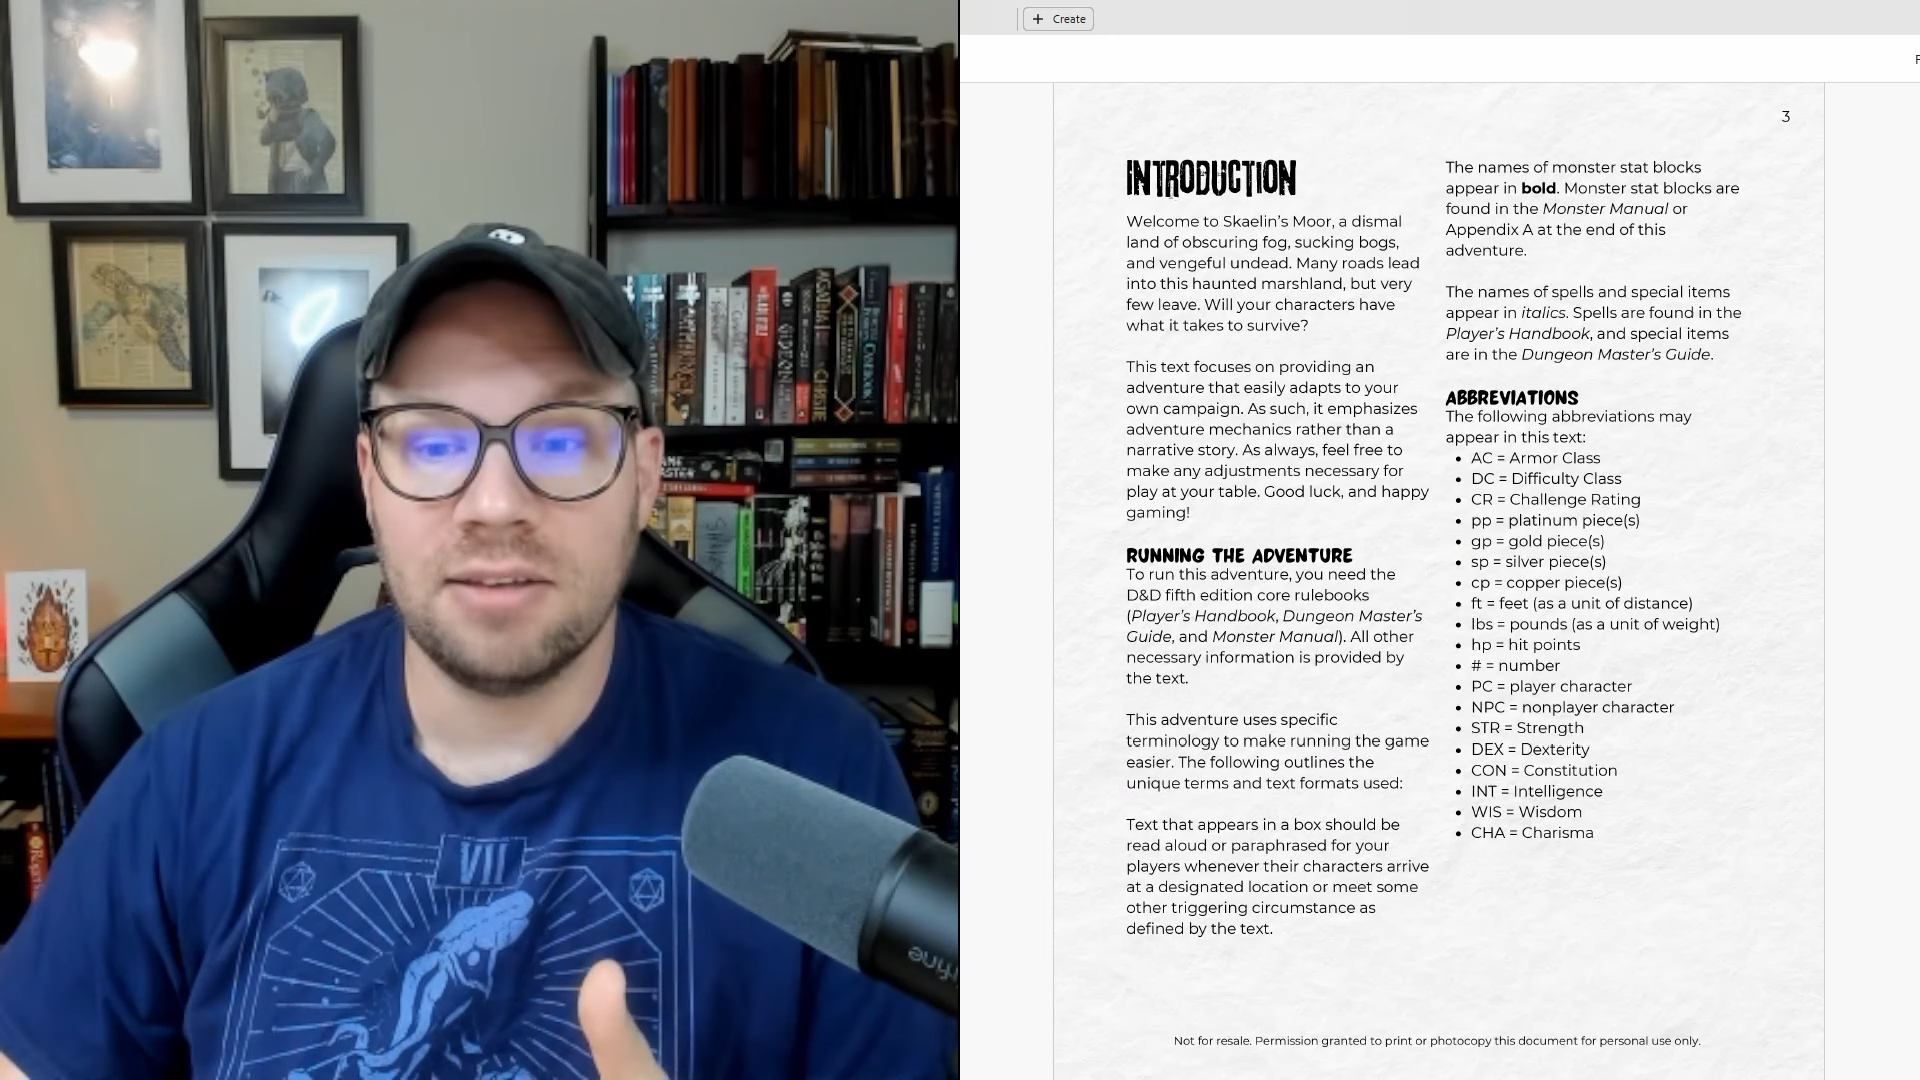 + Create
3
INTRODUCTION
Welcome to Skaelin's Moor, a dismal
land of obscuring fog, sucking bogs,
and vengeful undead. Many roads lead
into this haunted marshland, but very
few leave. Will your characters have
what it takes to survive?
This text focuses on providing an
adventure that easily adapts to your
own campaign. As such, it emphasizes
adventure mechanics rather than a
narrative story. As always, feel free to
make any adjustments necessary for
play at your table. Good luck, and happy
gaming!
RUNNING THE ADVENTURE
To run this adventure, you need the
D&D fifth edition core rulebooks
(Player's Handbook, Dungeon Master's
Guide, and Monster Manual). All other
necessary information is provided by
the text.
This adventure uses specific
terminology to make running the game
easier. The following outlines the
unique terms and text formats used:
Text that appears in a box should be
read aloud or paraphrased for your
players whenever their characters arrive
at a designated location or meet some
other triggering circumstance as
defined by the text.
The names of monster stat blocks
appear in bold. Monster stat blocks are
found in the Monster Manual or
Appendix A at the end of this
adventure.
The names of spells and special items
appear in italics. Spells are found in the
Player's Handbook, and special items
are in the Dungeon Master's Guide.
ABBREVIATIONS
The following abbreviations may
appear in this text:
• AC = Armor Class
• DC = Difficulty Class
• CR = Challenge Rating
• pp = platinum piece(s)
• gp = gold piece(s)
• sp = silver piece(s)
• cp = copper piece(s)
• ft = feet (as a unit of distance)
• lbs = pounds (as a unit of weight)
• hp = hit points
• # = number
• PC = player character
• NPC = nonplayer character
• STR = Strength
• DEX = Dexterity
• CON = Constitution
• INT = Intelligence
• WIS = Wisdom
• CHA = Charisma
Not for resale. Permission granted to print or photocopy this document for personal use only.
VII